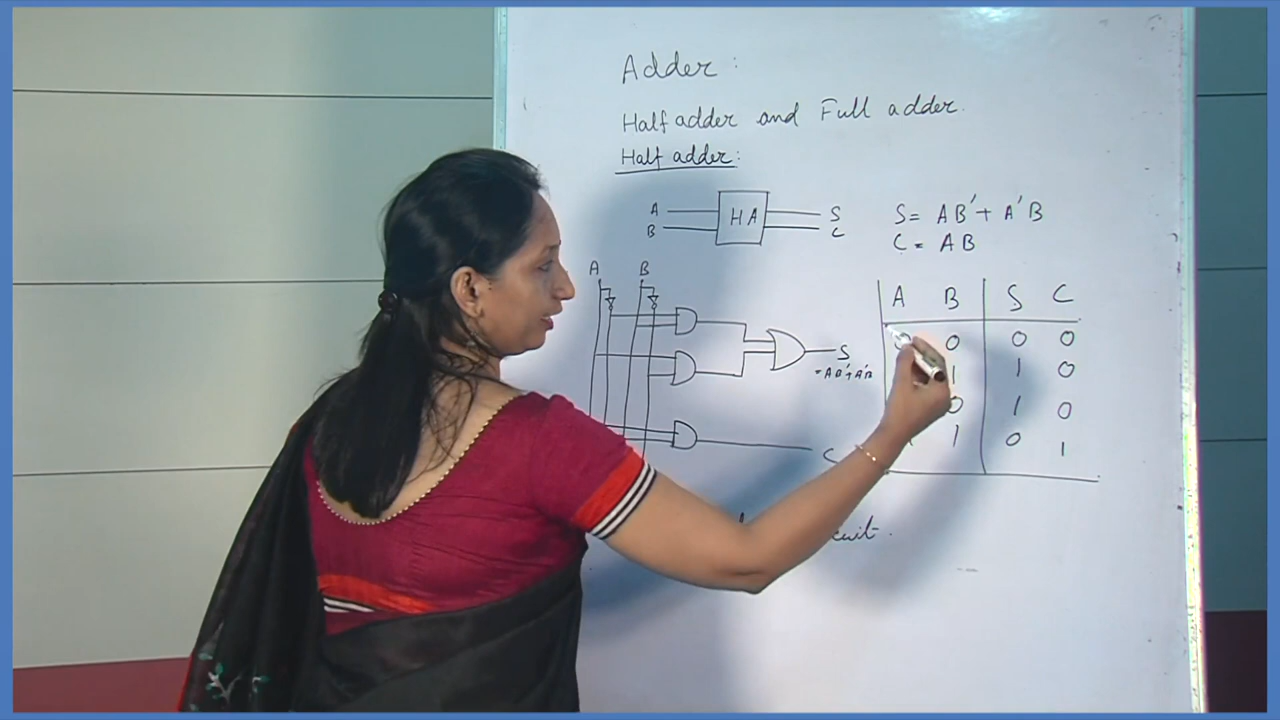 Adder:
Half adder and Full adder.
Half adder:
A
B
HA
S
C
S = AB' + A'B
C = AB
A B
S
= AB' + A'B
C
A B S C
0 0 0
1 1 0
0 1 0
1 0 1